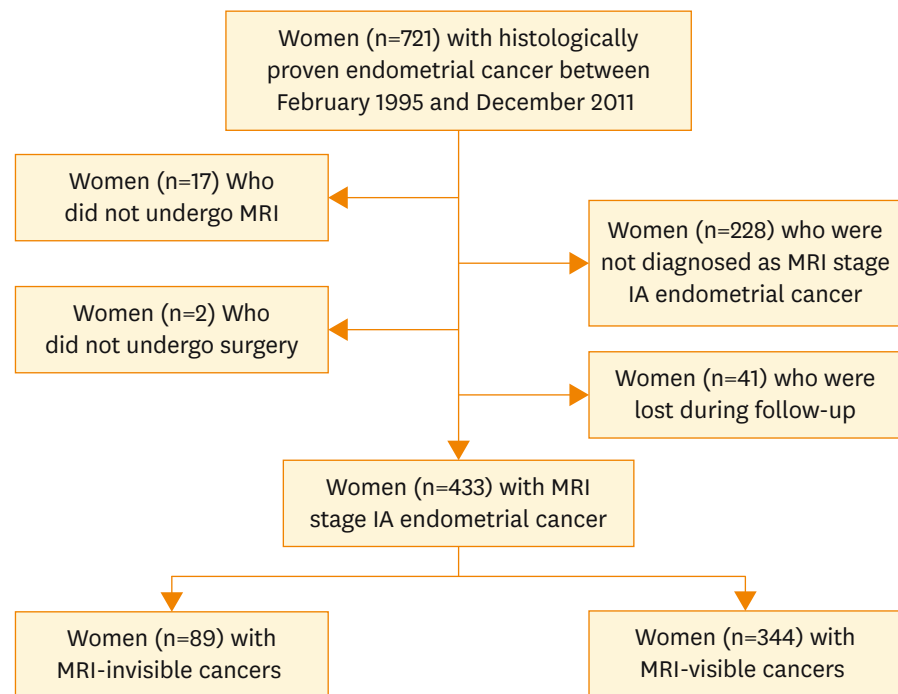 Women (n=721) with histologically
proven endometrial cancer between
February 1995 and December 2011
Women (n=17) Who
did not undergo MRI
Women (n=228) who were
not diagnosed as MRI stage
IA endometrial cancer
Women (n=2) Who
did not undergo surgery
Women (n=41) who were
lost during follow-up
Women (n=433) with MRI
stage IA endometrial cancer
Women (n=89) with
MRI-invisible cancers
Women (n=344) with
MRI-visible cancers